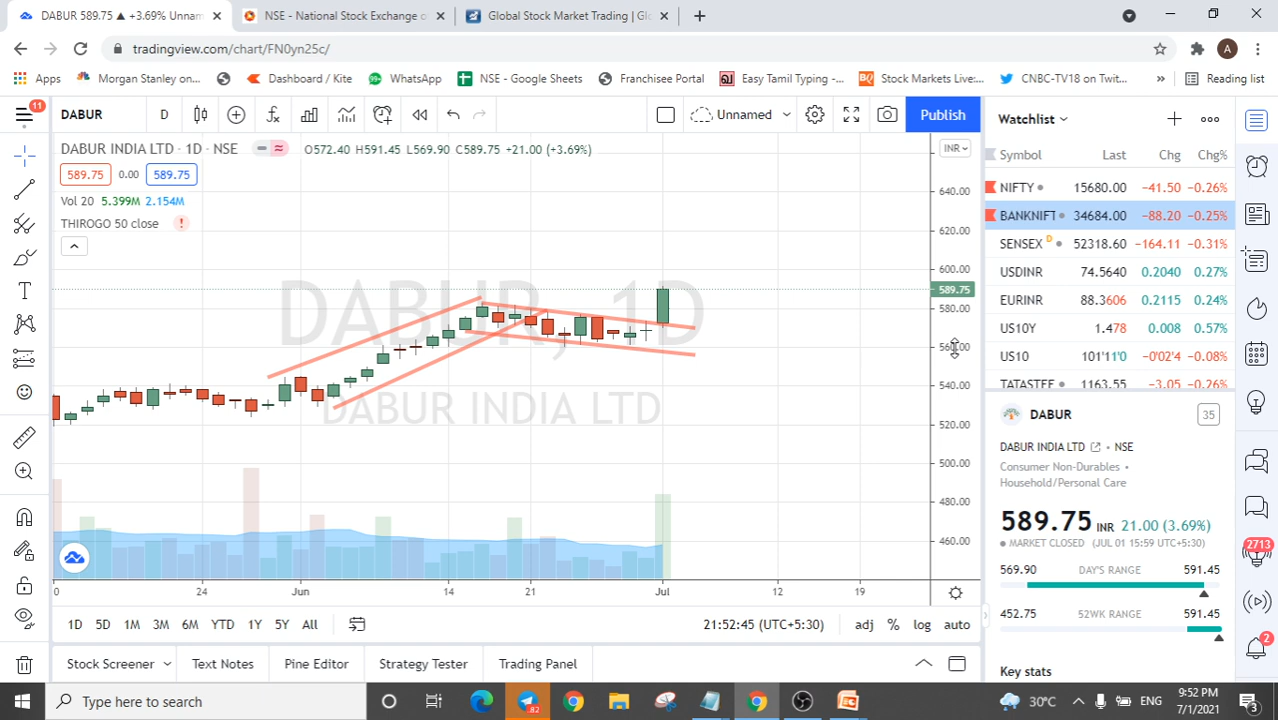 DABUR 589.75 ▲ +3.69% Unnam
NSE - National Stock Exchange of
Global Stock Market Trading | Glo
tradingview.com/chart/FN0yn25c/
A
Apps
Morgan Stanley on...
Dashboard / Kite
WhatsApp
NSE - Google Sheets
Franchisee Portal
Easy Tamil Typing -...
Stock Markets Live:...
CNBC-TV18 on Twit...
»
Reading list
11
DABUR
D
Unnamed
Publish
Watchlist
DABUR INDIA LTD · 1D · NSE
O572.40 H591.45 L569.90 C589.75 +21.00 (+3.69%)
INR
589.75 0.00 589.75
Vol 20 5.399M 2.154M
THIROGO 50 close
DABUR, 1D
DABUR INDIA LTD
640.00
620.00
600.00
589.75
580.00
560.00
540.00
520.00
500.00
480.00
460.00
24 Jun 14 21 Jul 12 19
1D 5D 1M 3M 6M YTD 1Y 5Y All
21:52:45 (UTC+5:30) adj % log auto
Stock Screener Text Notes Pine Editor Strategy Tester Trading Panel
Symbol Last Chg Chg%
NIFTY 15680.00 −41.50 −0.26%
BANKNIFT 34684.00 −88.20 −0.25%
SENSEX D 52318.60 −164.11 −0.31%
USDINR 74.5640 0.2040 0.27%
EURINR 88.3606 0.2115 0.24%
US10Y 1.478 0.008 0.57%
US10 101'11'0 −0'02'4 −0.08%
TATASTEE 1163.55 −3.05 −0.26%
DABUR
35
DABUR INDIA LTD • NSE
Consumer Non-Durables •
Household/Personal Care
589.75 INR 21.00 (3.69%)
MARKET CLOSED (JUL 01 15:59 UTC+5:30)
569.90 DAY'S RANGE 591.45
452.75 52WK RANGE 591.45
Key stats
2713
2
Type here to search
82
30°C
ENG
9:52 PM
7/1/2021
3